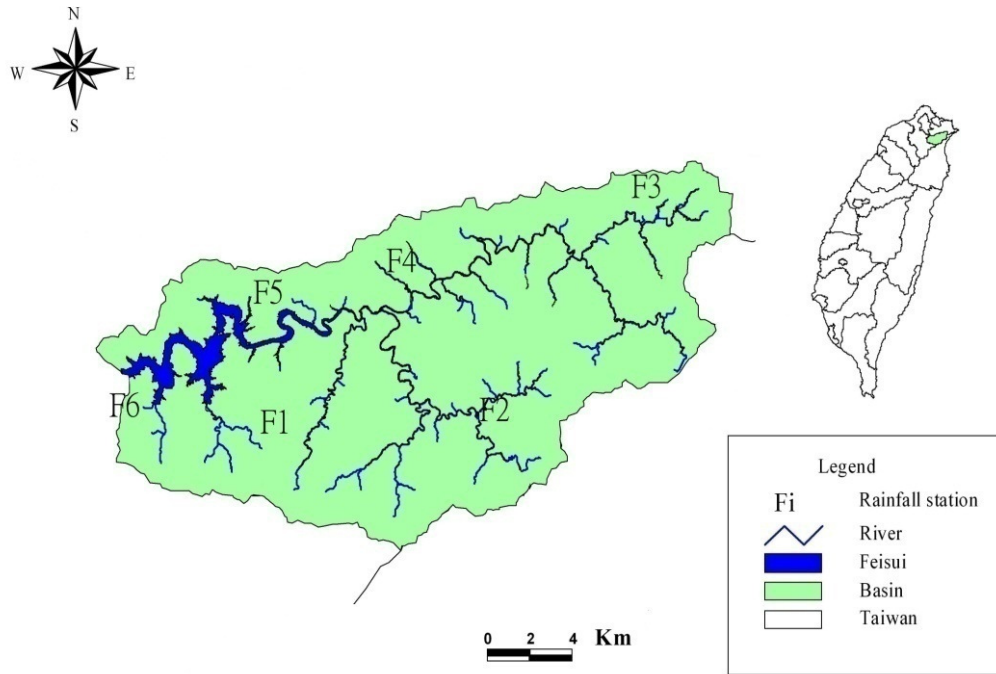 N
W E
S
F3
F4
F5
F6
F1
F2
Legend
Fi Rainfall station
River
Feisui
Basin
Taiwan
0 2 4 Km